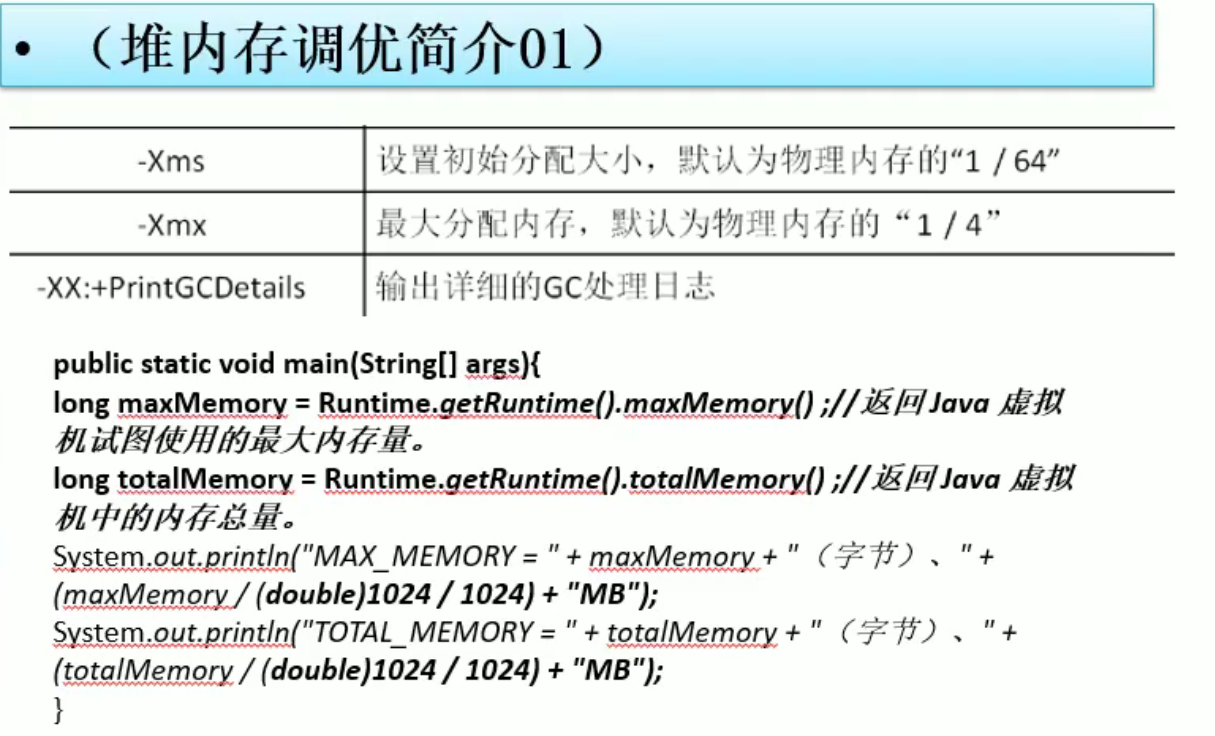 • （堆内存调优简介01）
-Xms 设置初始分配大小，默认为物理内存的“1 / 64”
-Xmx 最大分配内存，默认为物理内存的“1 / 4”
-XX:+PrintGCDetails 输出详细的GC处理日志
public static void main(String[] args){
long maxMemory = Runtime.getRuntime().maxMemory() ;//返回 Java 虚拟
机试图使用的最大内存量。
long totalMemory = Runtime.getRuntime().totalMemory() ;//返回 Java 虚拟
机中的内存总量。
System.out.println("MAX_MEMORY = " + maxMemory + "（字节）、" +
(maxMemory / (double)1024 / 1024) + "MB");
System.out.println("TOTAL_MEMORY = " + totalMemory + "（字节）、" +
(totalMemory / (double)1024 / 1024) + "MB");
}